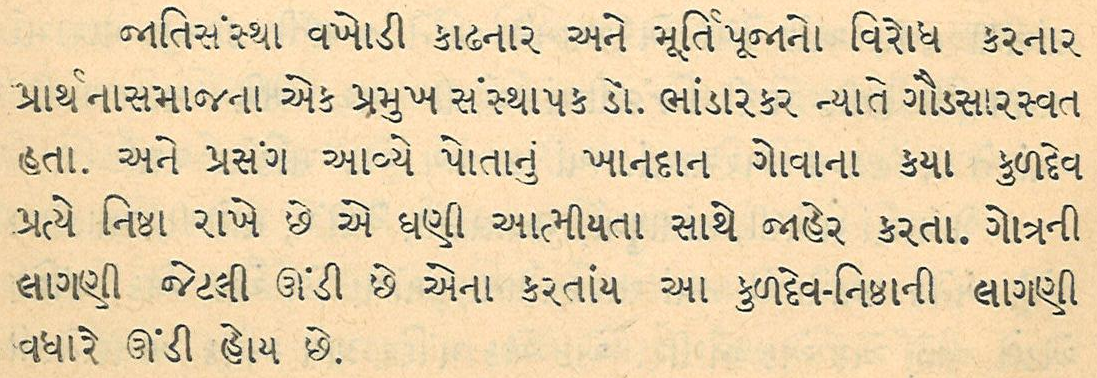 જાતિસંસ્થા વખોડી કાઢનાર અને મૂર્તિપૂજાનો વિરોધ કરનાર
પ્રાર્થનાસમાજના એક પ્રમુખ સંસ્થાપક ડૉ. ભાંડારકર ન્યાતે ગૌડસારસ્વત
હતા. અને પ્રસંગ આવ્યે પોતાનું ખાનદાન ગોવાના કયા કુળદેવ
પ્રત્યે નિષ્ઠા રાખે છે એ ઘણી આત્મીયતા સાથે જાહેર કરતા. ગોત્રની
લાગણી જેટલી ઊંડી છે એના કરતાંય આ કુળદેવ-નિષ્ઠાની લાગણી
વધારે ઊંડી હોય છે.